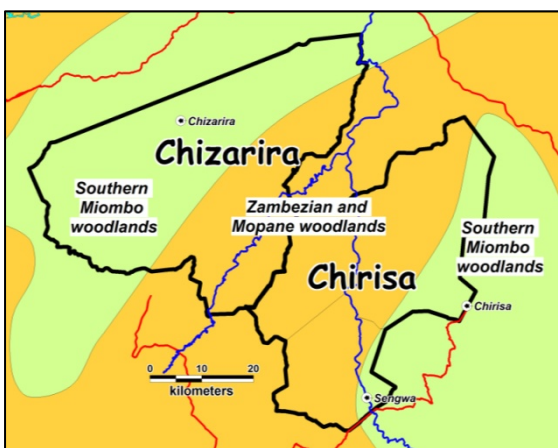 Chizarira
Chizarira
Southern
Miombo
woodlands
Zambezian and
Mopane woodlands
Southern
Miombo
woodlands
Chirisa
Chirisa
0 10 20
kilometers
Sengwa